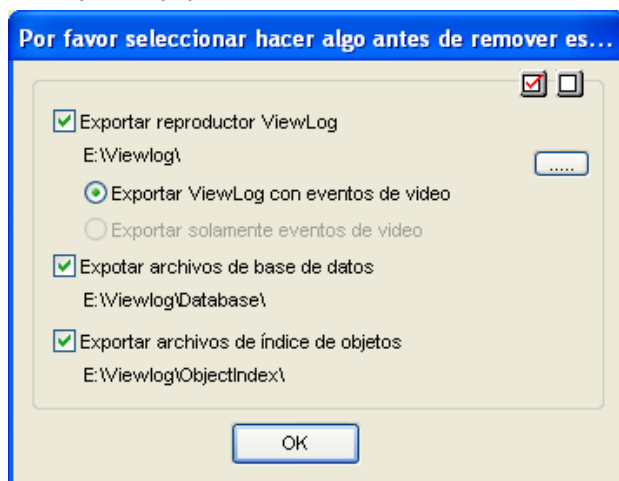 Por favor seleccionar hacer algo antes de remover es...
Exportar reproductor ViewLog
E:\Viewlog\
.....
Exportar ViewLog con eventos de video
Exportar solamente eventos de video
Expotar archivos de base de datos
E:\Viewlog\Database\
Exportar archivos de índice de objetos
E:\Viewlog\ObjectIndex\
OK